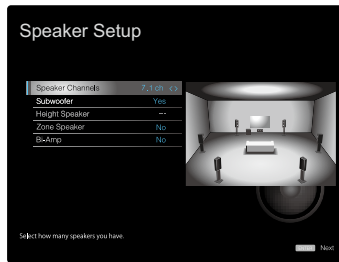 Speaker Setup
Speaker Channels 7.1 ch < >
Subwoofer Yes
Height Speaker ---
Zone Speaker No
Bi-Amp No
Select how many speakers you have.
Next